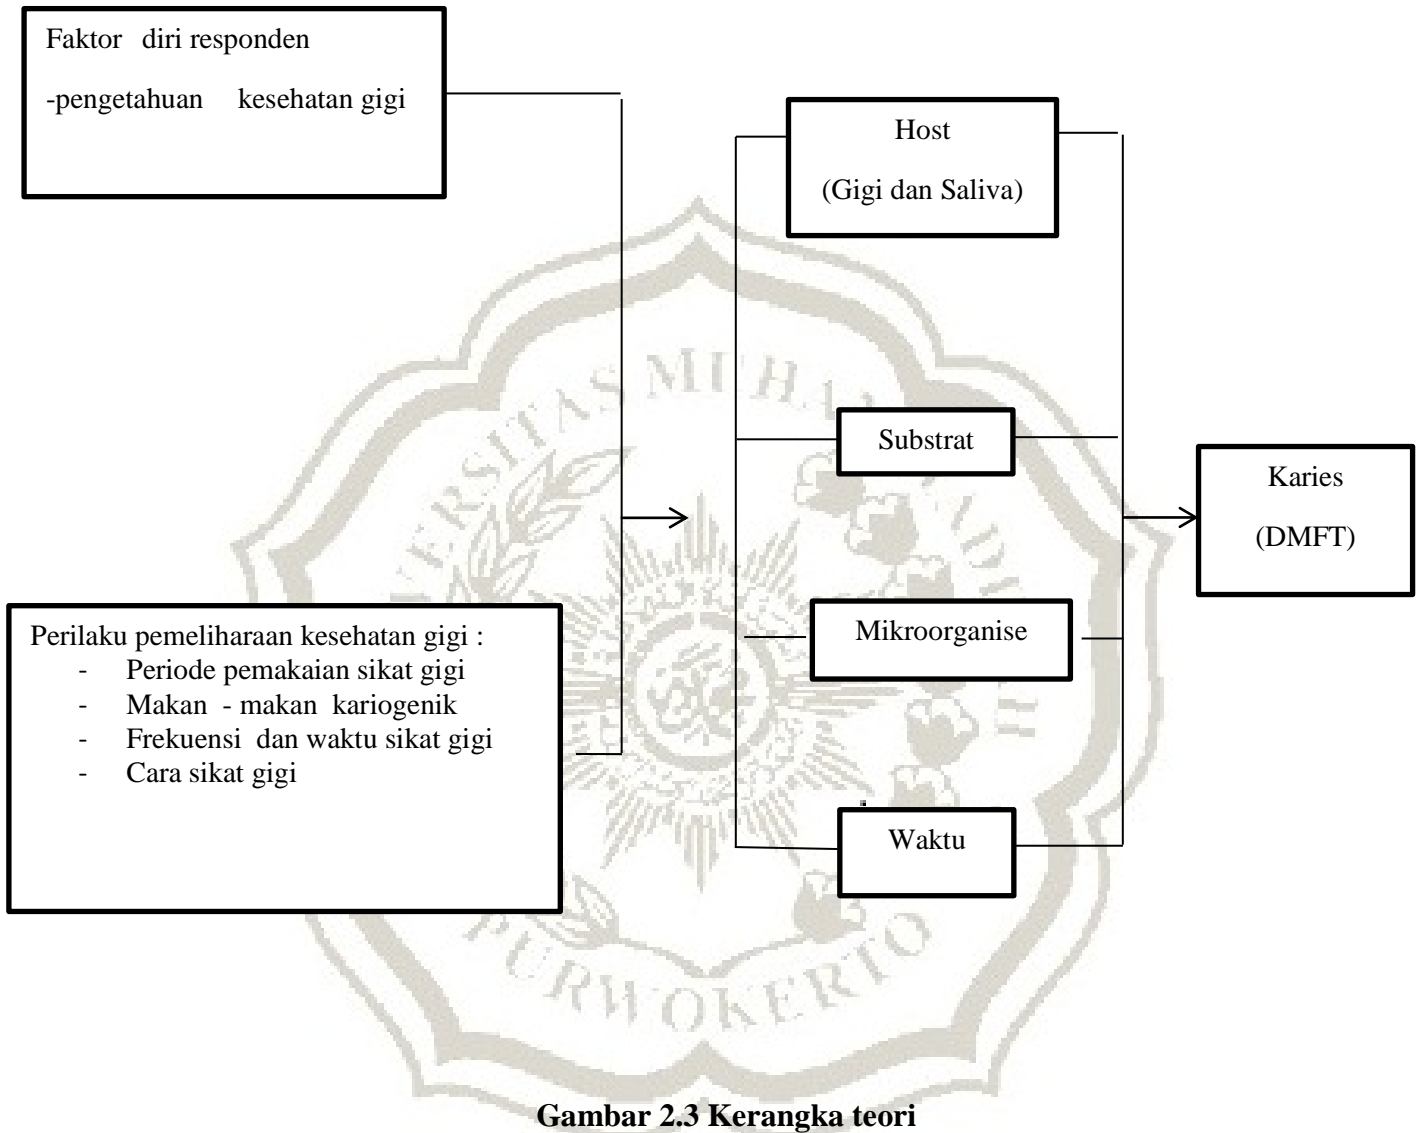 Faktor diri responden
-pengetahuan kesehatan gigi
Perilaku pemeliharaan kesehatan gigi :
- Periode pemakaian sikat gigi
- Makan - makan kariogenik
- Frekuensi dan waktu sikat gigi
- Cara sikat gigi
Host
(Gigi dan Saliva)
Substrat
Mikroorganise
Waktu
Karies
(DMFT)
PURWOKERTO
Gambar 2.3 Kerangka teori